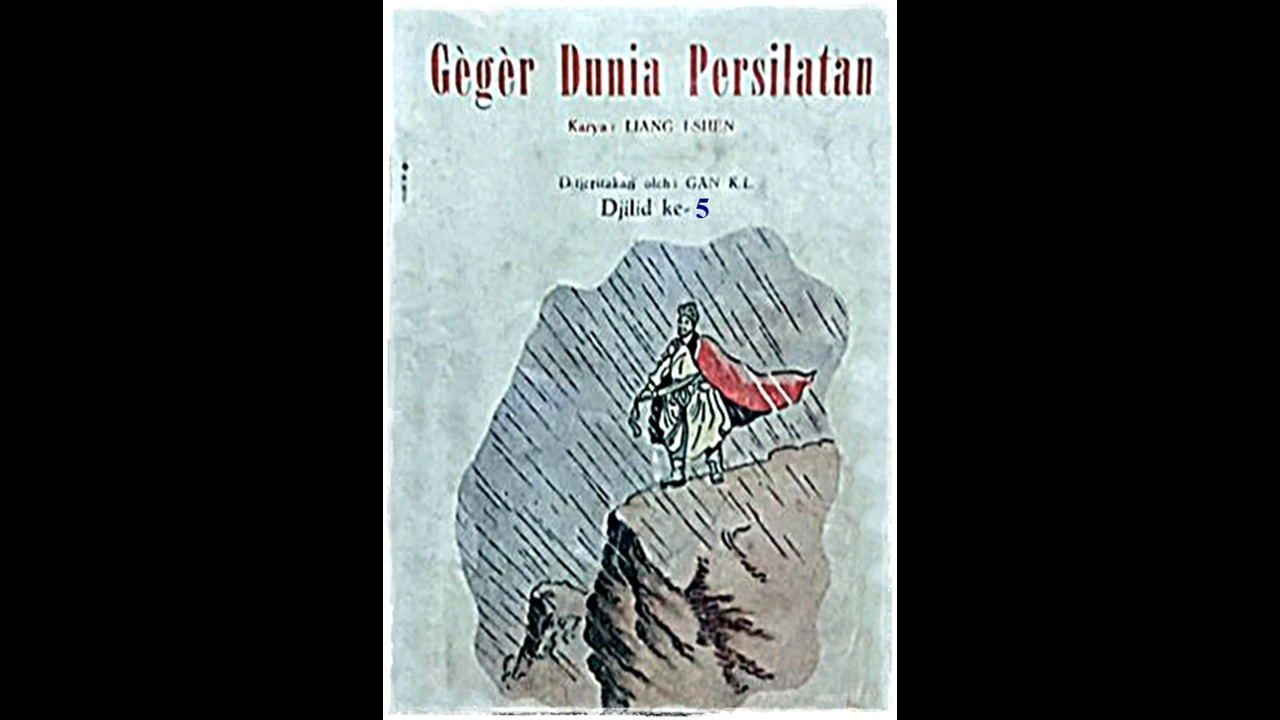 Gègèr Dunia Persilatan
Karya: LIANG I-SHEN
Ditjeritakan oleh: GAN K.L.
Djilid ke-5